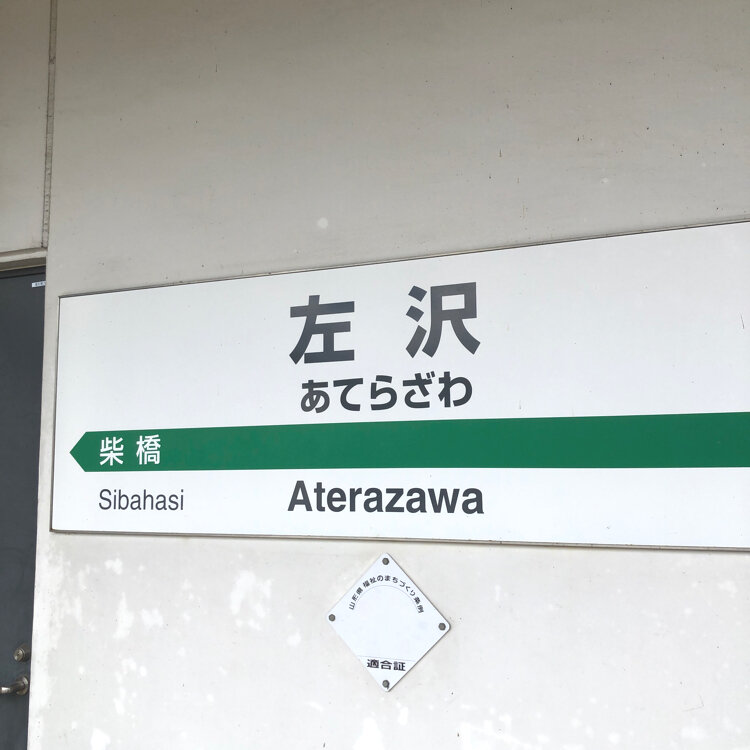 左沢
あてらざわ
柴橋
Sibahasi
Aterazawa
山形県福祉のまちづくり条例
適合証